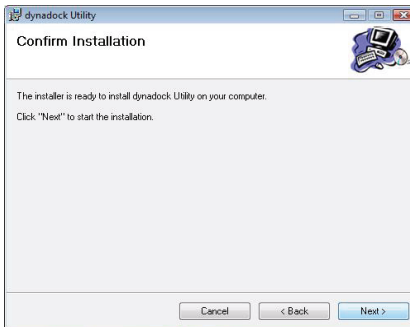 dynadock Utility
Confirm Installation
The installer is ready to install dynadock Utility on your computer.
Click "Next" to start the installation.
Cancel
< Back
Next >